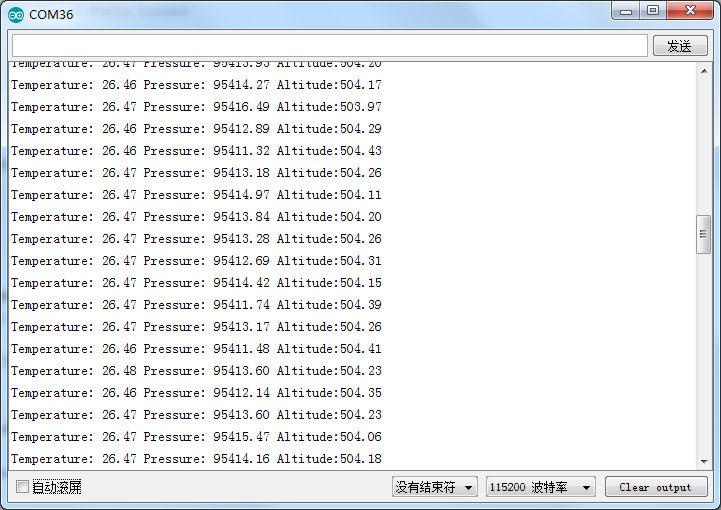 COM36
发送
Temperature: 26.47 Pressure: 95413.93 Altitude:504.20
Temperature: 26.46 Pressure: 95414.27 Altitude:504.17
Temperature: 26.47 Pressure: 95416.49 Altitude:503.97
Temperature: 26.46 Pressure: 95412.89 Altitude:504.29
Temperature: 26.46 Pressure: 95411.32 Altitude:504.43
Temperature: 26.47 Pressure: 95413.18 Altitude:504.26
Temperature: 26.47 Pressure: 95414.97 Altitude:504.11
Temperature: 26.47 Pressure: 95413.84 Altitude:504.20
Temperature: 26.47 Pressure: 95413.28 Altitude:504.26
Temperature: 26.46 Pressure: 95412.69 Altitude:504.31
Temperature: 26.47 Pressure: 95414.42 Altitude:504.15
Temperature: 26.47 Pressure: 95411.74 Altitude:504.39
Temperature: 26.47 Pressure: 95413.17 Altitude:504.26
Temperature: 26.46 Pressure: 95411.48 Altitude:504.41
Temperature: 26.48 Pressure: 95413.60 Altitude:504.23
Temperature: 26.46 Pressure: 95412.14 Altitude:504.35
Temperature: 26.47 Pressure: 95413.60 Altitude:504.23
Temperature: 26.47 Pressure: 95415.47 Altitude:504.06
Temperature: 26.47 Pressure: 95414.16 Altitude:504.18
自动滚屏 没有结束符 115200 波特率 Clear output